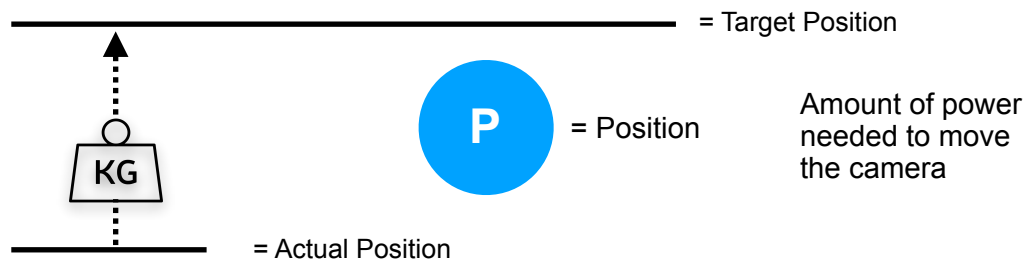 = Target Position
P
= Position
Amount of power
needed to move
the camera
KG
= Actual Position